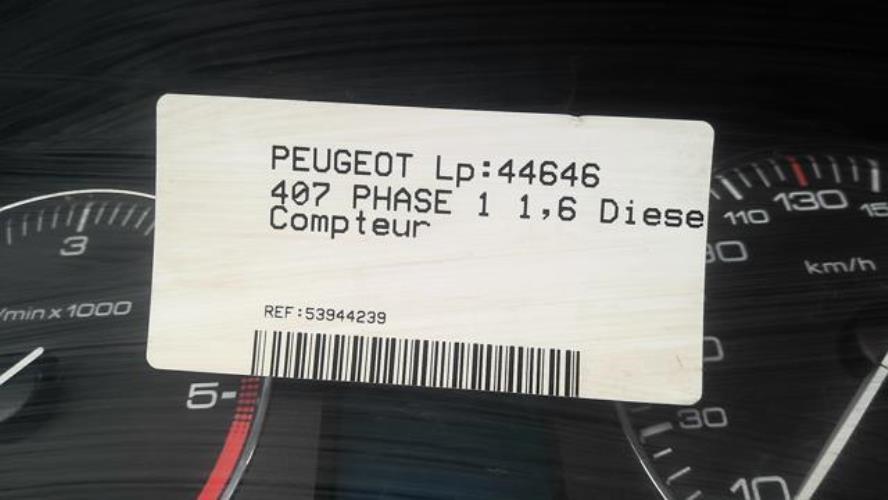 PEUGEOT Lp:44646
407 PHASE 1 1,6 Diese
Compteur
REF:53944239
3
/min x 1000
5
110 130
km/h
30
10